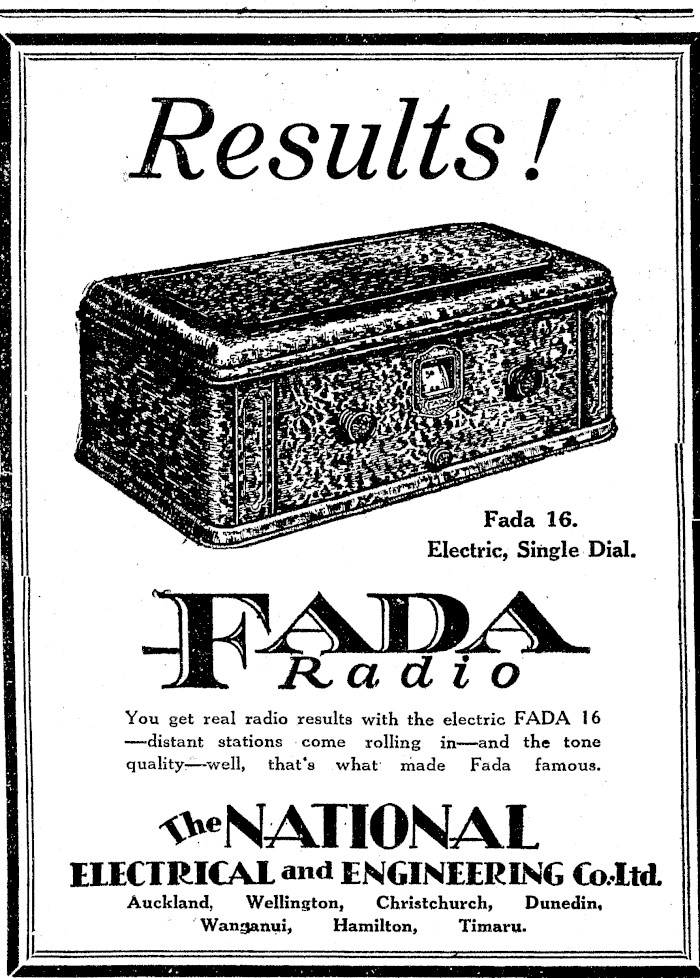 Results!
Fada 16.
Electric, Single Dial.
FADA
Radio
You get real radio results with the electric FADA 16
—distant stations come rolling in—and the tone
quality—well, that's what made Fada famous.
The NATIONAL
ELECTRICAL and ENGINEERING Co. Ltd.
Auckland, Wellington, Christchurch, Dunedin,
Wanganui, Hamilton, Timaru.